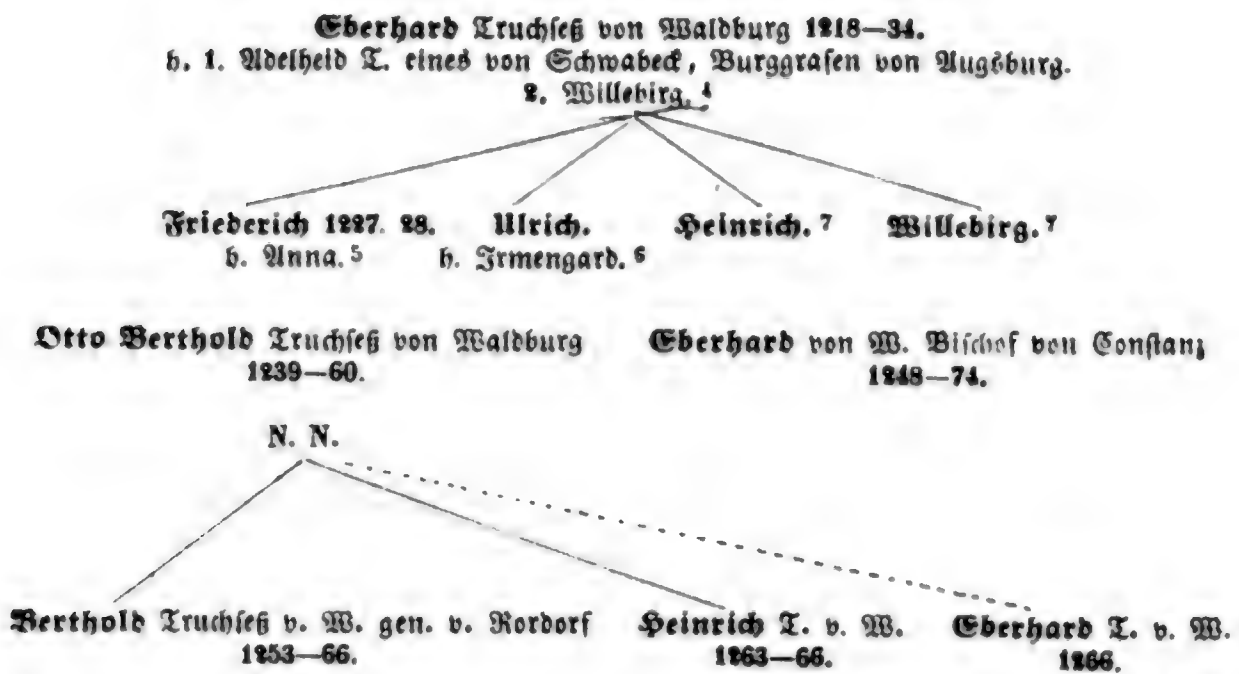 Eberhard Truchseß von Waldburg 1218—34.
h. 1. Adelheid T. eines von Schwabeck, Burggrafen von Augsburg.
2. Willebirg. 4
Friederich 1227. 28. Ulrich. Heinrich. 7 Willebirg. 7
h. Anna. 5 h. Irmengard. 6
Otto Berthold Truchseß von Waldburg Eberhard von W. Bischof von Constanz
1239—60. 1248—74.
N. N.
Berthold Truchseß v. W. gen. v. Rordorf Heinrich T. v. W. Eberhard T. v. W.
1253—66. 1263—66. 1266.